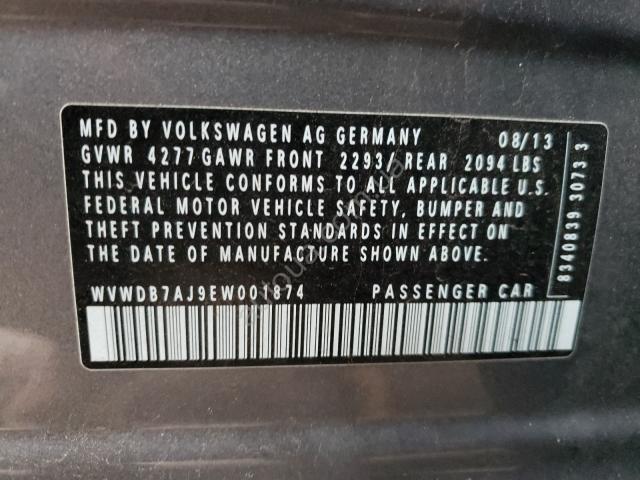 MFD BY VOLKSWAGEN AG GERMANY 08/13
GVWR 4277 GAWR FRONT 2293/ REAR 2094 LBS
THIS VEHICLE CONFORMS TO ALL APPLICABLE U.S.
FEDERAL MOTOR VEHICLE SAFETY, BUMPER AND
THEFT PREVENTION STANDARDS IN EFFECT ON
THE DATE OF MANUFACTURE SHOWN ABOVE.
WVWDB7AJ9EW001874 PASSENGER CAR
8340839 3073 3